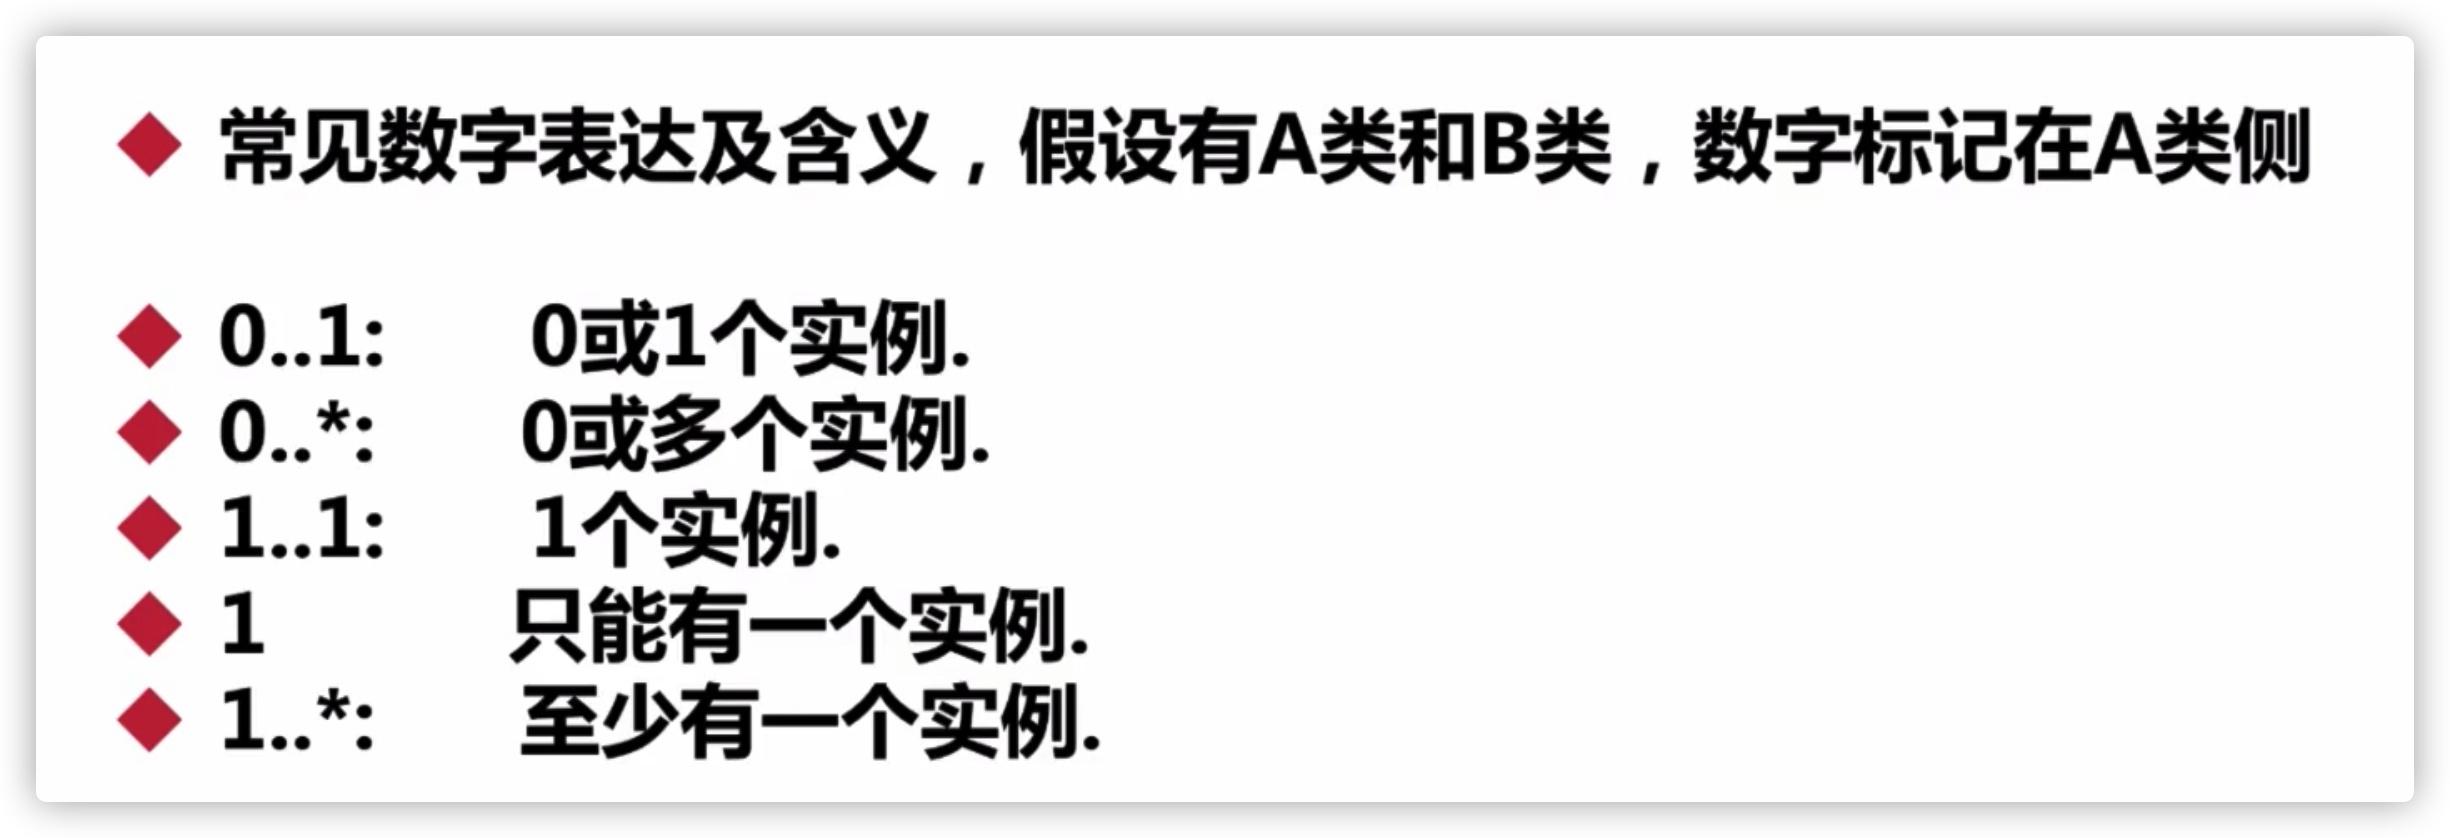 ◆ 常见数字表达及含义，假设有A类和B类，数字标记在A类侧
◆ 0..1: 0或1个实例.
◆ 0..*: 0或多个实例.
◆ 1..1: 1个实例.
◆ 1 只能有一个实例.
◆ 1..*: 至少有一个实例.